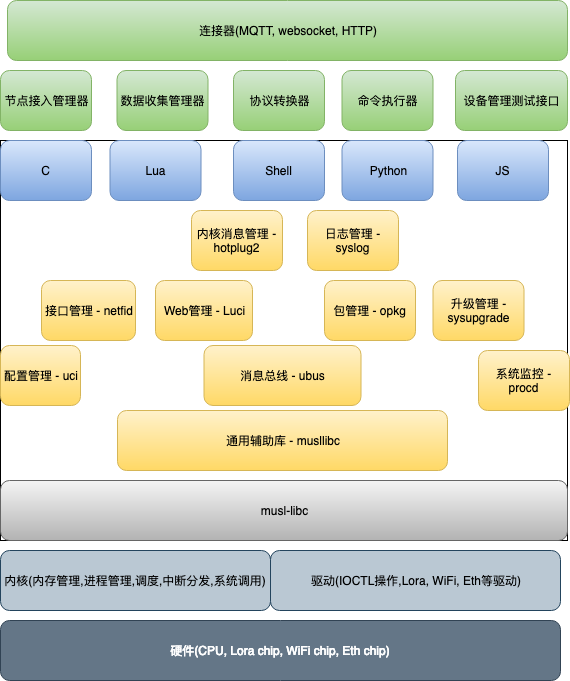 连接器(MQTT, websocket, HTTP)
节点接入管理器
数据收集管理器
协议转换器
命令执行器
设备管理测试接口
C
Lua
Shell
Python
JS
内核消息管理 -
hotplug2
日志管理 -
syslog
接口管理 - netfid
Web管理 - Luci
包管理 - opkg
升级管理 -
sysupgrade
配置管理 - uci
消息总线 - ubus
系统监控 -
procd
通用辅助库 - musllibc
musl-libc
内核(内存管理,进程管理,调度,中断分发,系统调用)
驱动(IOCTL操作,Lora, WiFi, Eth等驱动)
硬件(CPU, Lora chip, WiFi chip, Eth chip)